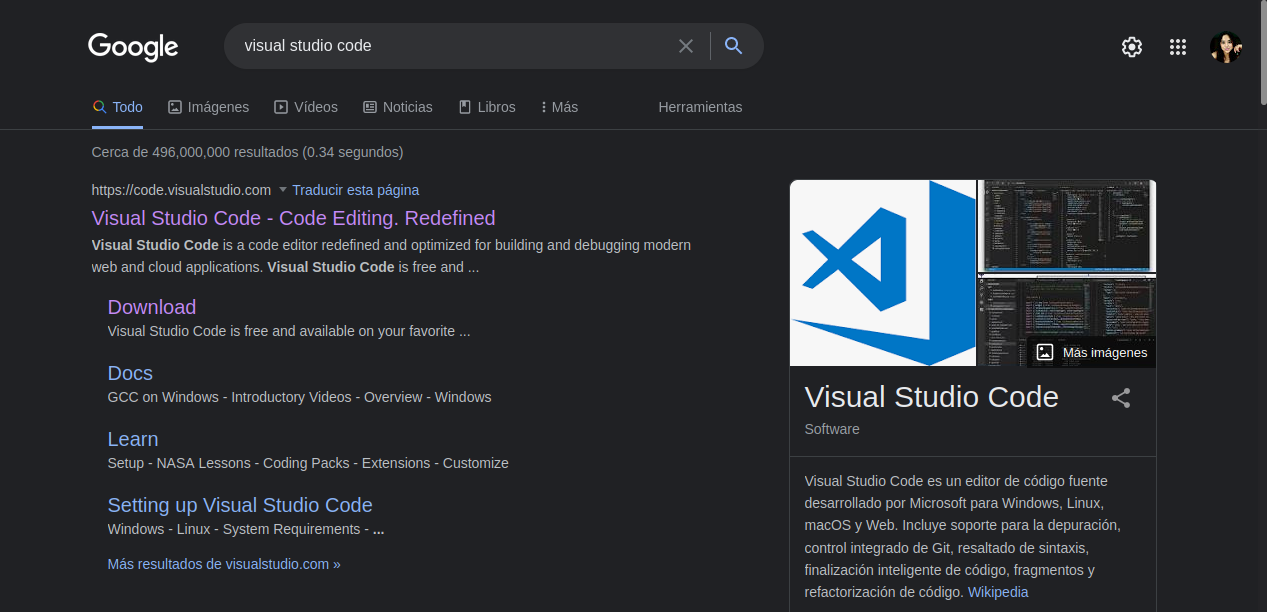 Google
visual studio code
Todo
Imágenes
Vídeos
Noticias
Libros
Más
Herramientas
Cerca de 496,000,000 resultados (0.34 segundos)
https://code.visualstudio.com Traducir esta página
Visual Studio Code - Code Editing. Redefined
Visual Studio Code is a code editor redefined and optimized for building and debugging modern
web and cloud applications. Visual Studio Code is free and ...
Download
Visual Studio Code is free and available on your favorite ...
Docs
GCC on Windows - Introductory Videos - Overview - Windows
Learn
Setup - NASA Lessons - Coding Packs - Extensions - Customize
Setting up Visual Studio Code
Windows - Linux - System Requirements - ...
Más resultados de visualstudio.com »
Más imágenes
Visual Studio Code
Software
Visual Studio Code es un editor de código fuente
desarrollado por Microsoft para Windows, Linux,
macOS y Web. Incluye soporte para la depuración,
control integrado de Git, resaltado de sintaxis,
finalización inteligente de código, fragmentos y
refactorización de código. Wikipedia